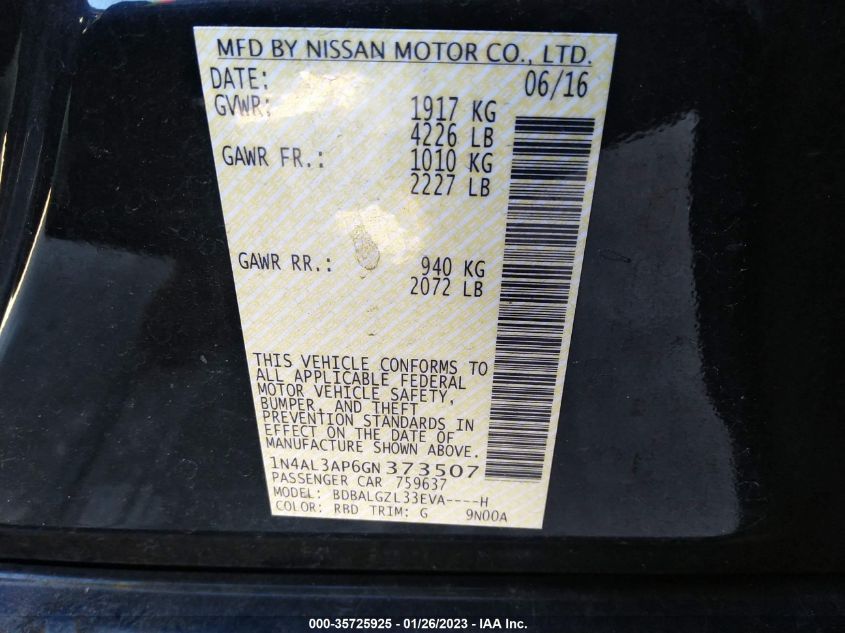 MFD BY NISSAN MOTOR CO., LTD.
DATE: 06/16
GVWR: 1917 KG
4226 LB
GAWR FR.: 1010 KG
2227 LB
GAWR RR.: 940 KG
2072 LB
THIS VEHICLE CONFORMS TO
ALL APPLICABLE FEDERAL
MOTOR VEHICLE SAFETY,
BUMPER, AND THEFT
PREVENTION STANDARDS IN
EFFECT ON THE DATE OF
MANUFACTURE SHOWN ABOVE.
1N4AL3AP6GN373507
PASSENGER CAR 759637
MODEL: BDBALGZL33EVA----H
COLOR: RBD TRIM: G 9N00A
000-35725925 - 01/26/2023 - IAA Inc.